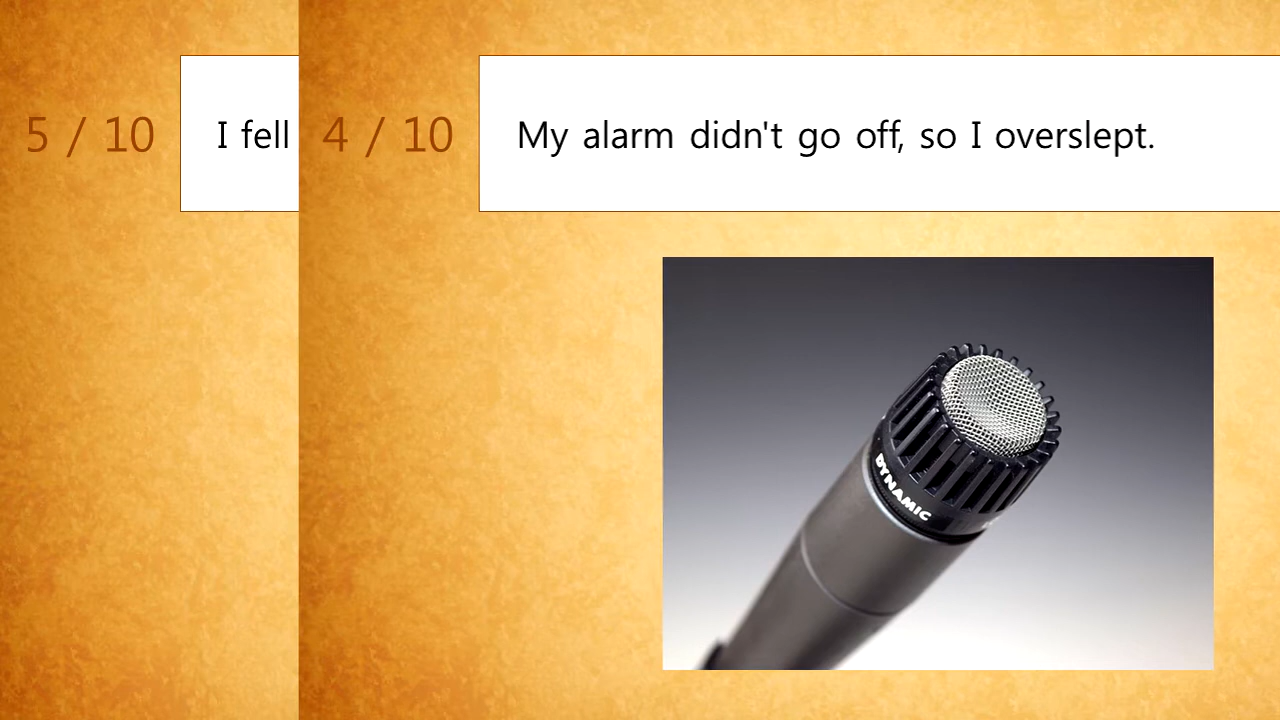 5 / 10
I fell
4 / 10
My alarm didn't go off, so I overslept.
DYNAMIC